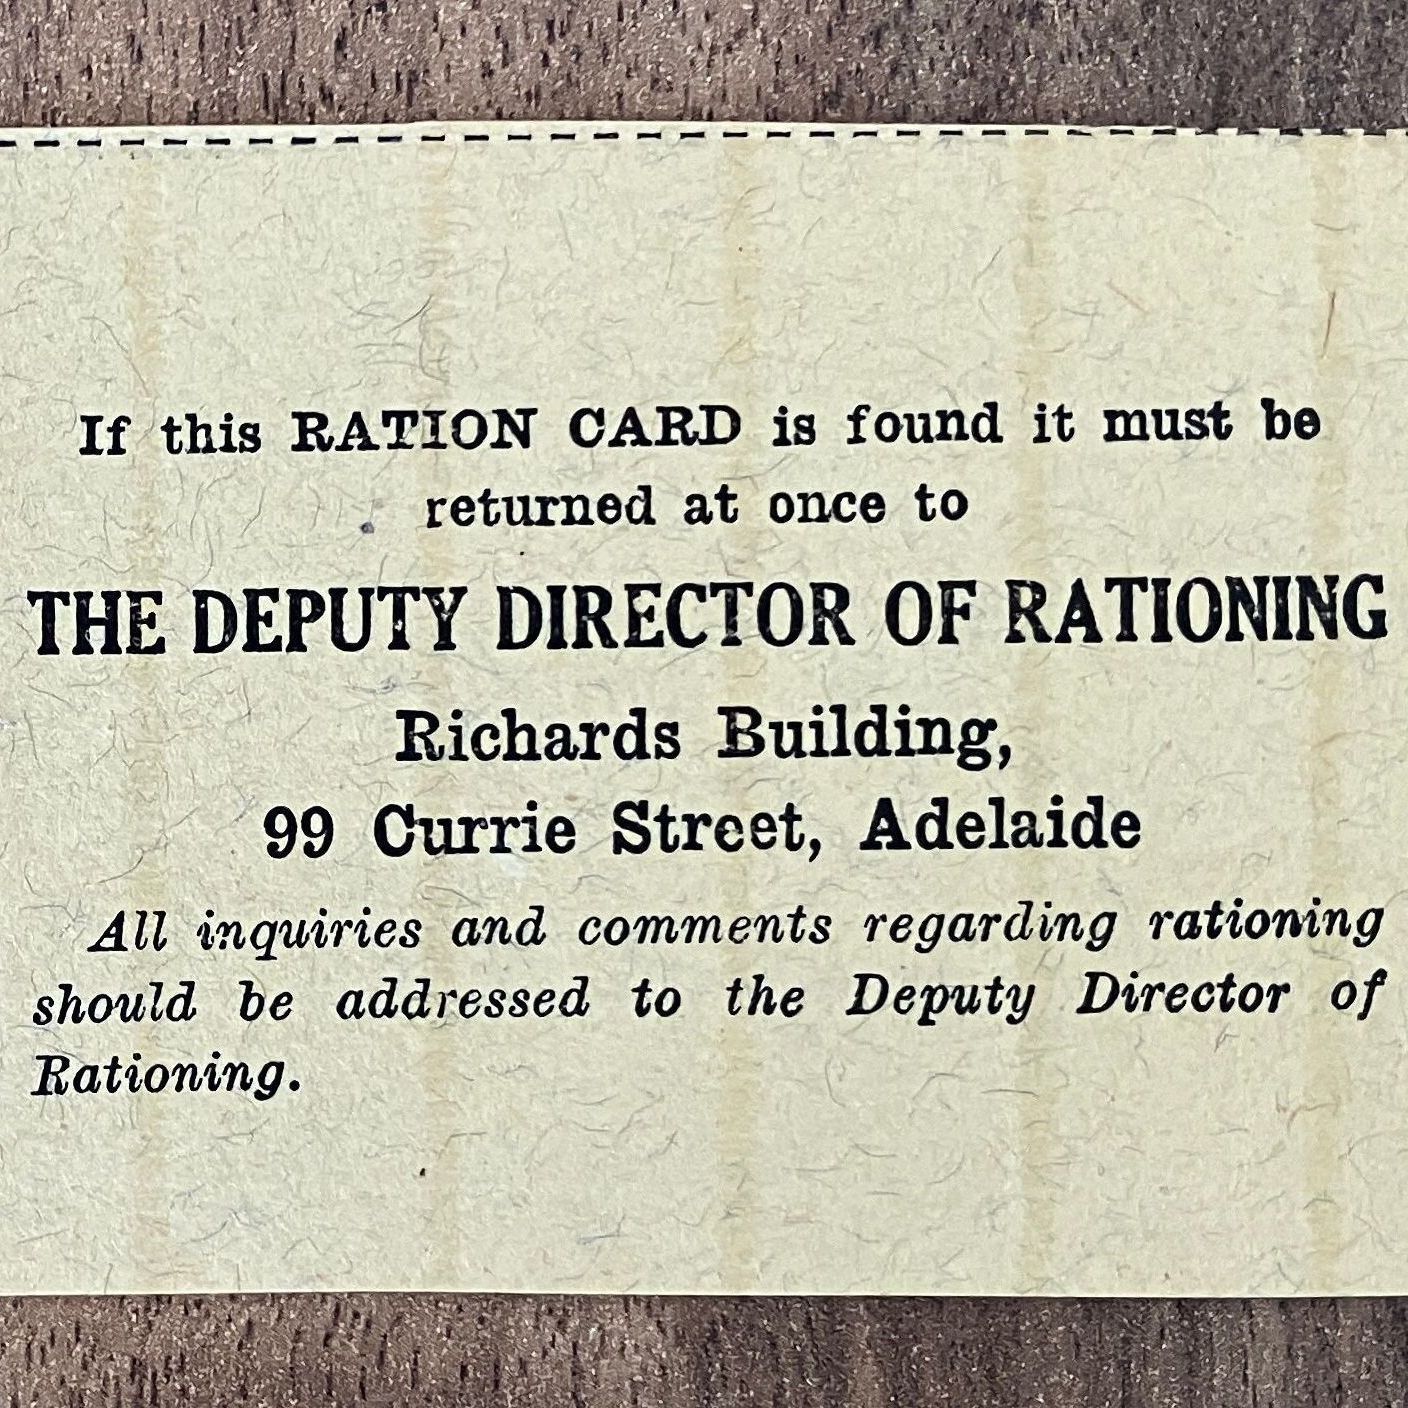 If this RATION CARD is found it must be
returned at once to
THE DEPUTY DIRECTOR OF RATIONING
Richards Building,
99 Currie Street, Adelaide
All inquiries and comments regarding rationing
should be addressed to the Deputy Director of
Rationing.